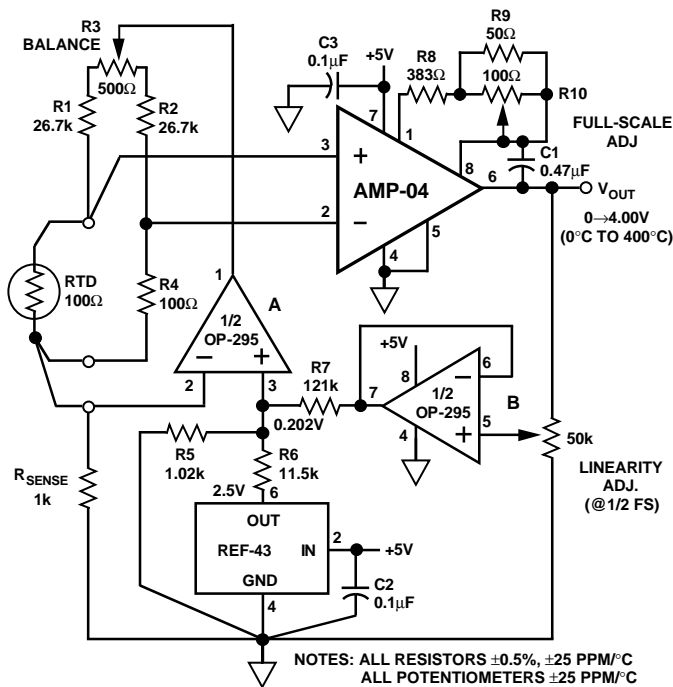 R3
BALANCE
500Ω
R1
26.7k
R2
26.7k
C3
0.1μF
+5V
R8
383Ω
R9
50Ω
100Ω
R10
FULL-SCALE
ADJ
7
1
3
+
AMP-04
2
−
8
6
5
4
C1
0.47μF
VOUT
0→4.00V
(0°C TO 400°C)
RTD
100Ω
R4
100Ω
1
A
1/2
OP-295
−
+
2
3
R7
121k
0.202V
+5V
7
8
6
−
1/2
OP-295
B
5
+
4
50k
LINEARITY
ADJ.
(@1/2 FS)
R5
1.02k
R6
11.5k
RSENSE
1k
2.5V
6
OUT
REF-43
IN
GND
2
+5V
C2
0.1μF
4
NOTES: ALL RESISTORS ±0.5%, ±25 PPM/°C
ALL POTENTIOMETERS ±25 PPM/°C